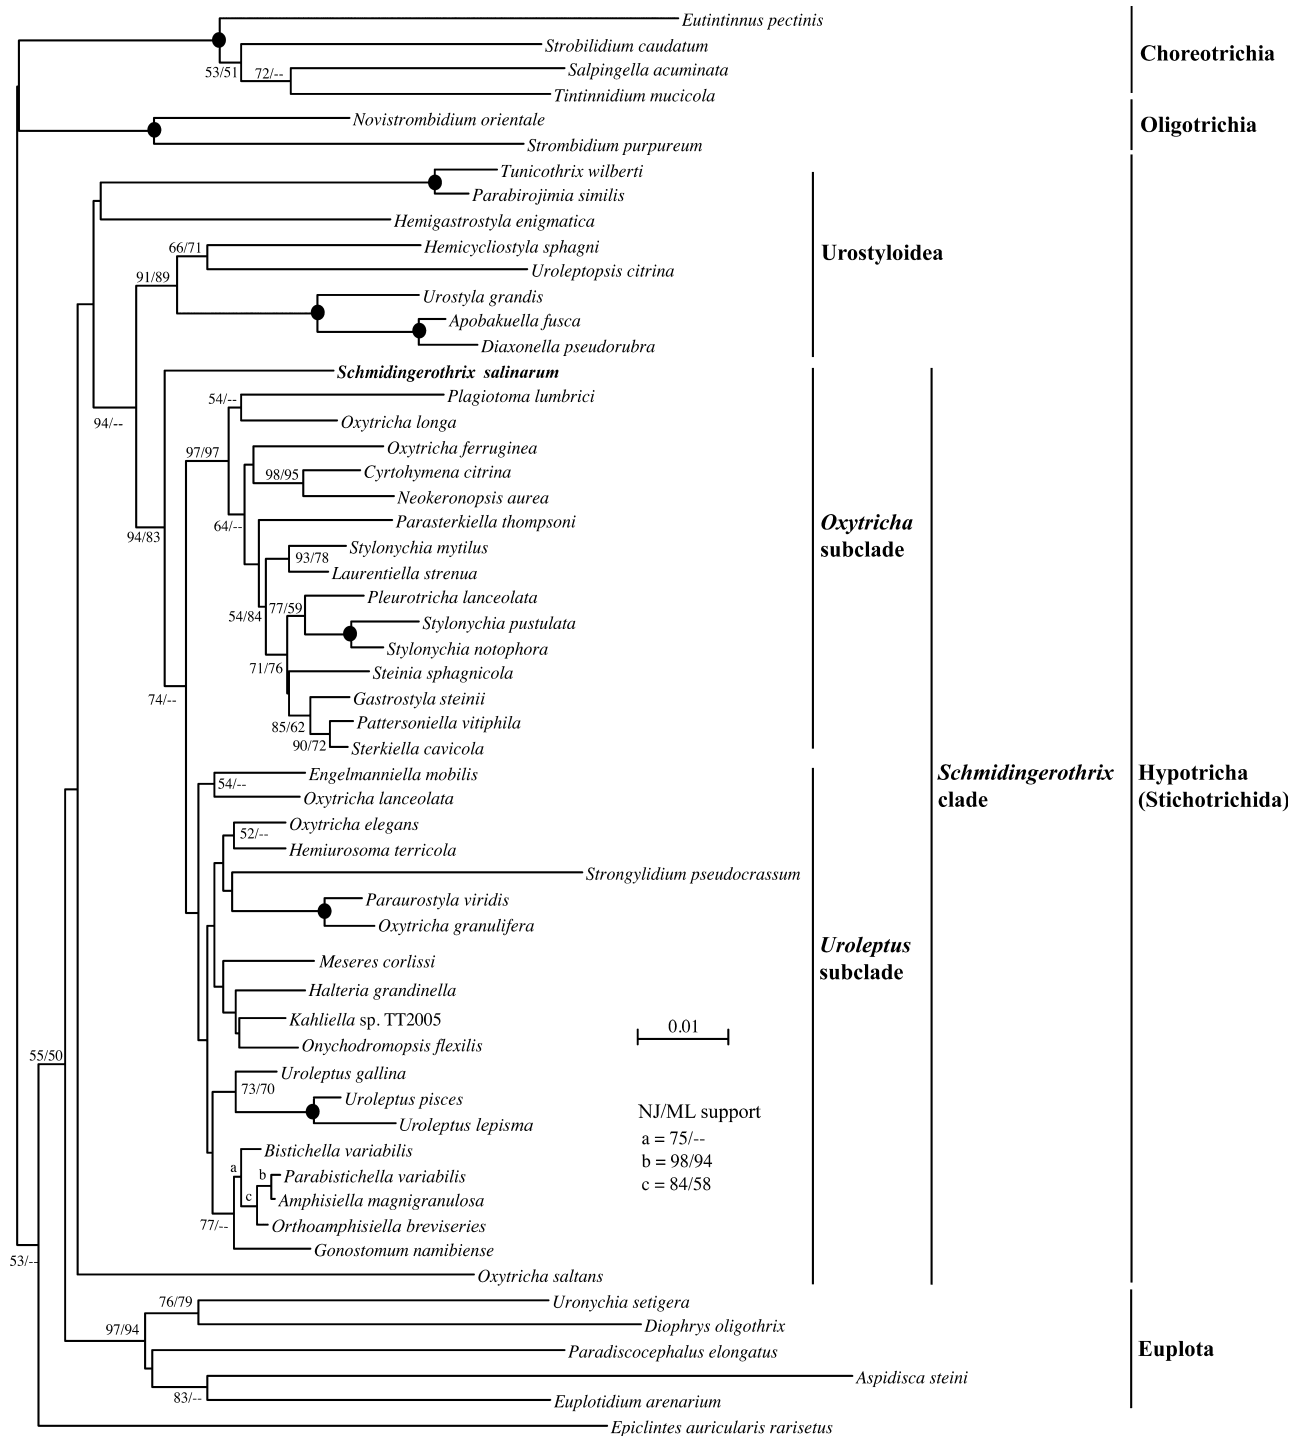 Eutintinnus pectinis
Strobilidium caudatum
Choreotrichia
53/51
72/--
Salpingella acuminata
Tintinnidium mucicola
Novistrombidium orientale
Oligotrichia
Strombidium purpureum
Tunicothrix wilberti
Parabirojimia similis
Hemigastrostyla enigmatica
66/71
Hemicycliostyla sphagni
Urostyloidea
91/89
Uroleptopsis citrina
Urostyla grandis
Apobakuella fusca
Diaxonella pseudorubra
Schmidingerothrix salinarum
54/--
Plagiotoma lumbrici
94/--
Oxytricha longa
97/97
Oxytricha ferruginea
98/95
Cyrtohymena citrina
Neokeronopsis aurea
64/--
Parasterkiella thompsoni
Oxytricha
subclade
94/83
Stylonychia mytilus
93/78
Laurentiella strenua
54/84
77/59
Pleurotricha lanceolata
Stylonychia pustulata
Stylonychia notophora
71/76
Steinia sphagnicola
74/--
Gastrostyla steinii
85/62
Pattersoniella vitiphila
90/72
Sterkiella cavicola
Engelmanniella mobilis
54/--
Oxytricha lanceolata
Schmidingerothrix
clade
Hypotricha
(Stichotrichida)
Oxytricha elegans
52/--
Hemiurosoma terricola
Strongylidium pseudocrassum
Paraurostyla viridis
Oxytricha granulifera
Uroleptus
subclade
Meseres corlissi
Halteria grandinella
Kahliella sp. TT2005
0.01
Onychodromopsis flexilis
55/50
Uroleptus gallina
73/70
Uroleptus pisces
Uroleptus lepisma
NJ/ML support
a = 75/--
b = 98/94
c = 84/58
Bistichella variabilis
a
b
Parabistichella variabilis
c
Amphisiella magnigranulosa
77/--
Orthoamphisiella breviseries
Gonostomum namibiense
53/--
Oxytricha saltans
76/79
Uronychia setigera
97/94
Diophrys oligothrix
Euplota
Paradiscocephalus elongatus
Aspidisca steini
83/--
Euplotidium arenarium
Epiclintes auricularis rarisetus